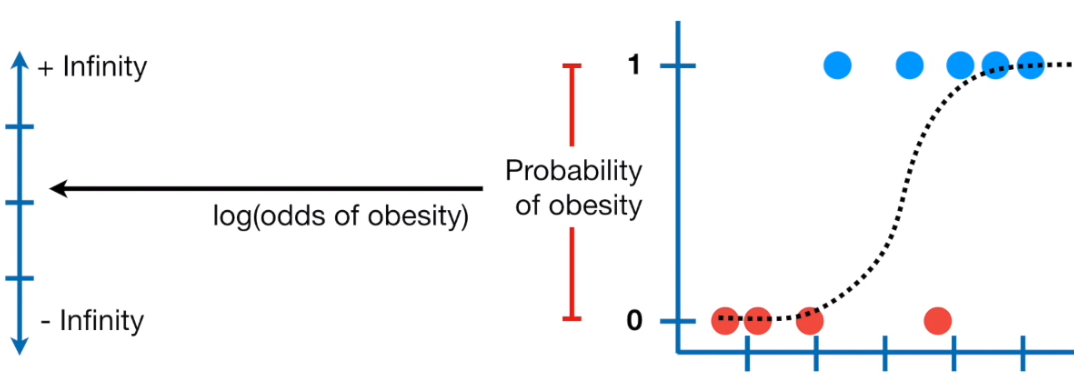 + Infinity
log(odds of obesity)
- Infinity
Probability
of obesity
1
0